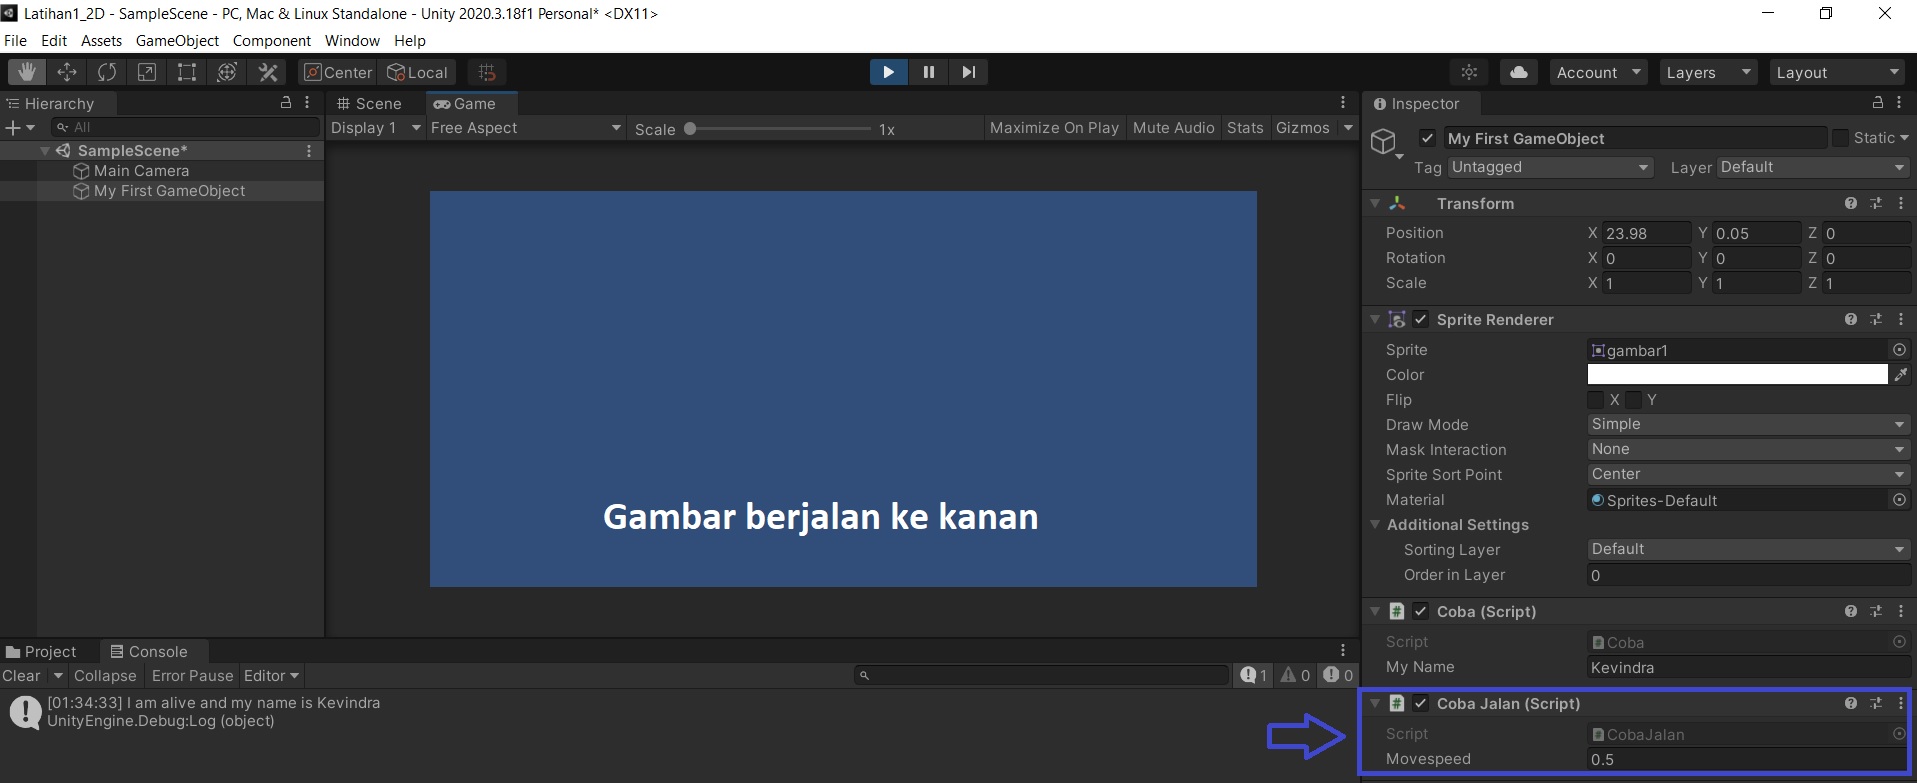 Latihan1_2D - SampleScene - PC, Mac & Linux Standalone - Unity 2020.3.18f1 Personal* <DX11>
File Edit Assets GameObject Component Window Help
Center Local Account Layers Layout
Hierarchy
All
SampleScene*
Main Camera
My First GameObject
Scene Game
Display 1 Free Aspect Scale 1x Maximize On Play Mute Audio Stats Gizmos
Gambar berjalan ke kanan
Project Console
Clear Collapse Error Pause Editor 1 0 0
[01:34:33] I am alive and my name is Kevindra
UnityEngine.Debug:Log (object)
Inspector
My First GameObject Static
Tag Untagged Layer Default
Transform
Position X 23.98 Y 0.05 Z 0
Rotation X 0 Y 0 Z 0
Scale X 1 Y 1 Z 1
Sprite Renderer
Sprite gambar1
Color
Flip X Y
Draw Mode Simple
Mask Interaction None
Sprite Sort Point Center
Material Sprites-Default
Additional Settings
Sorting Layer Default
Order in Layer 0
Coba (Script)
Script Coba
My Name Kevindra
Coba Jalan (Script)
Script CobaJalan
Movespeed 0.5